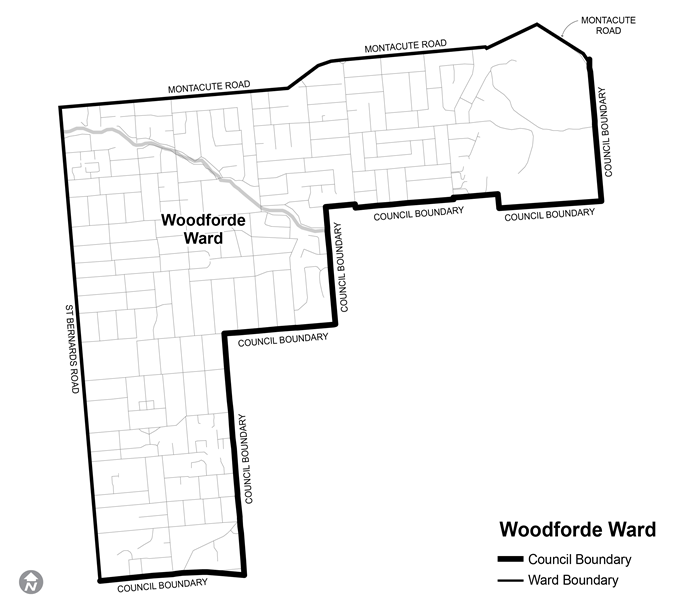 MONTACUTE
ROAD
MONTACUTE ROAD
MONTACUTE ROAD
COUNCIL BOUNDARY
COUNCIL BOUNDARY
COUNCIL BOUNDARY
Woodforde
Ward
COUNCIL BOUNDARY
COUNCIL BOUNDARY
ST BERNARDS ROAD
COUNCIL BOUNDARY
COUNCIL BOUNDARY
Woodforde Ward
Council Boundary
Ward Boundary
N